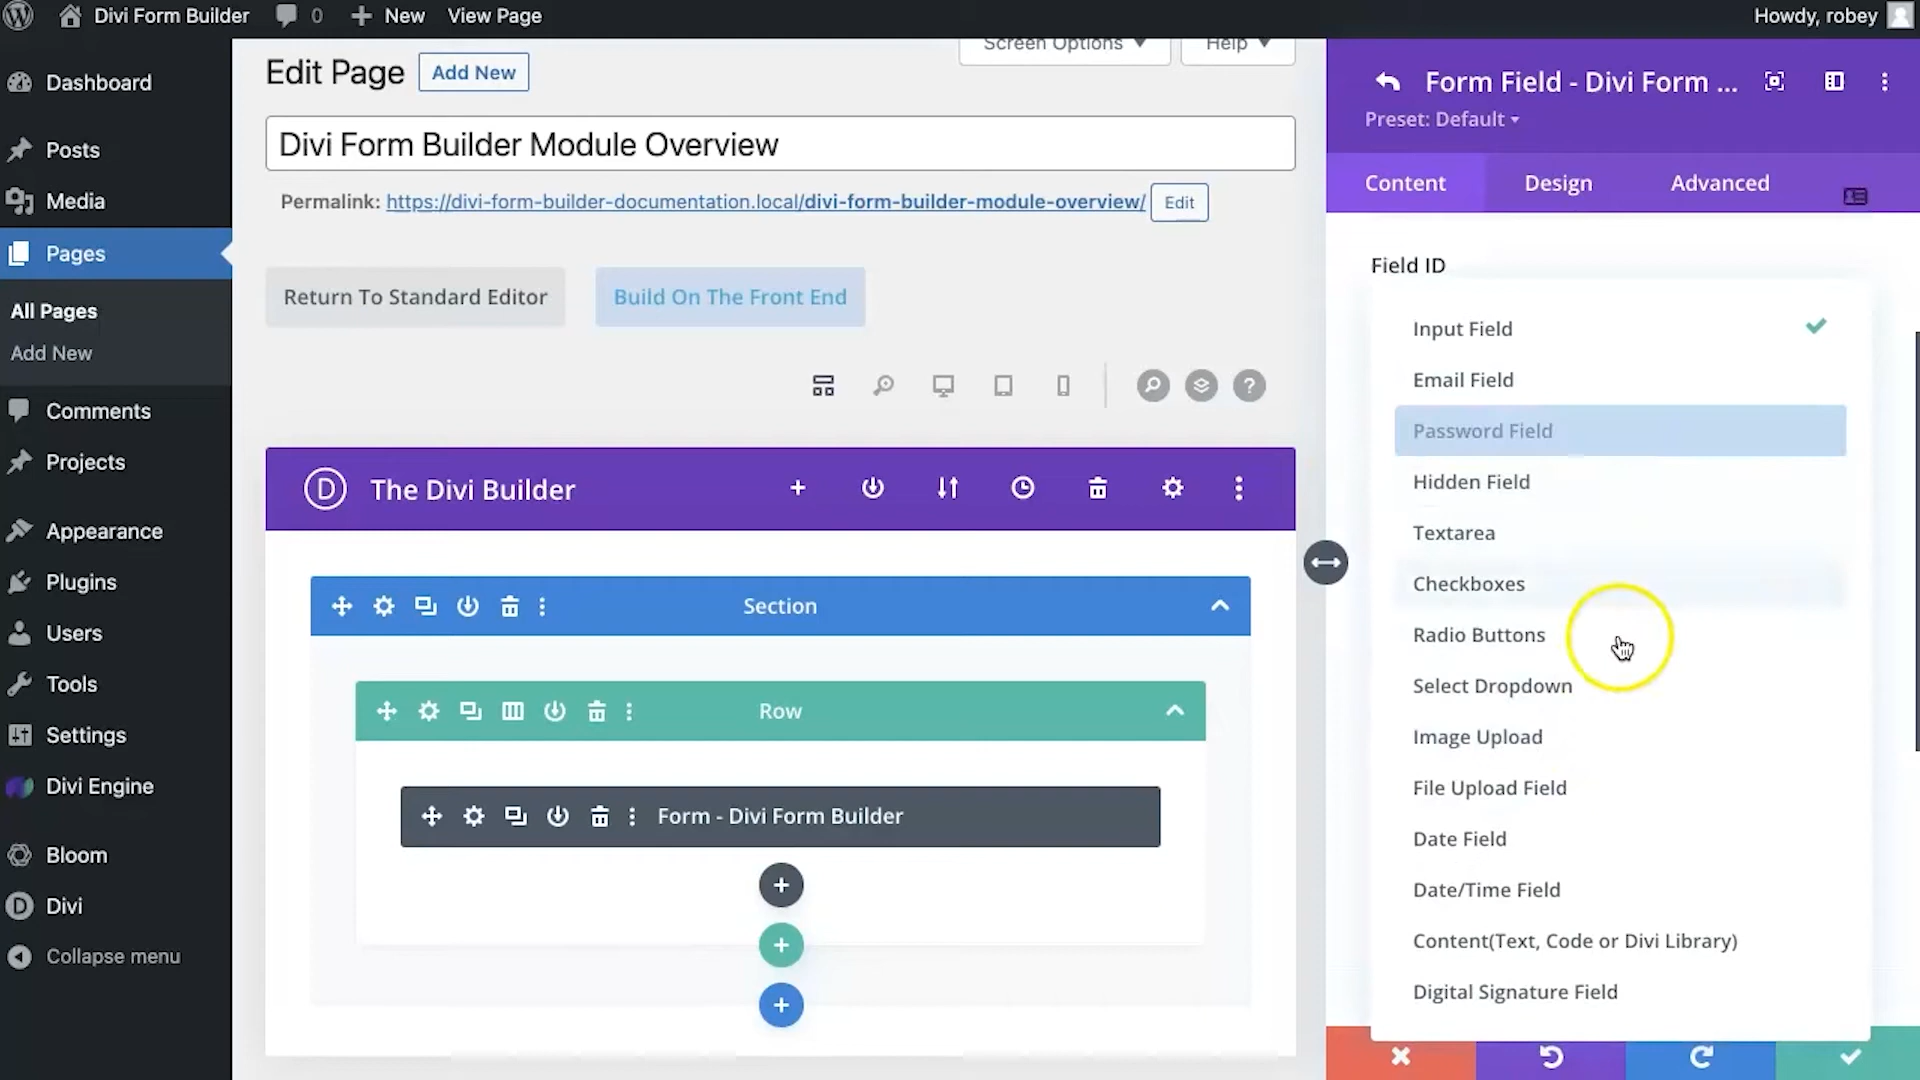 Divi Form Builder
0
New
View Page
Howdy, robey
Dashboard
Posts
Media
Pages
All Pages
Add New
Comments
Projects
Appearance
Plugins
Users
Tools
Settings
Divi Engine
Bloom
Divi
Collapse menu
Screen Options
Help
Edit Page
Add New
Divi Form Builder Module Overview
Permalink: https://divi-form-builder-documentation.local/divi-form-builder-module-overview/ Edit
Return To Standard Editor
Build On The Front End
?
D The Divi Builder
Section
Row
Form - Divi Form Builder
Form Field - Divi Form ...
Preset: Default
Content
Design
Advanced
Field ID
Input Field
Email Field
Password Field
Hidden Field
Textarea
Checkboxes
Radio Buttons
Select Dropdown
Image Upload
File Upload Field
Date Field
Date/Time Field
Content(Text, Code or Divi Library)
Digital Signature Field